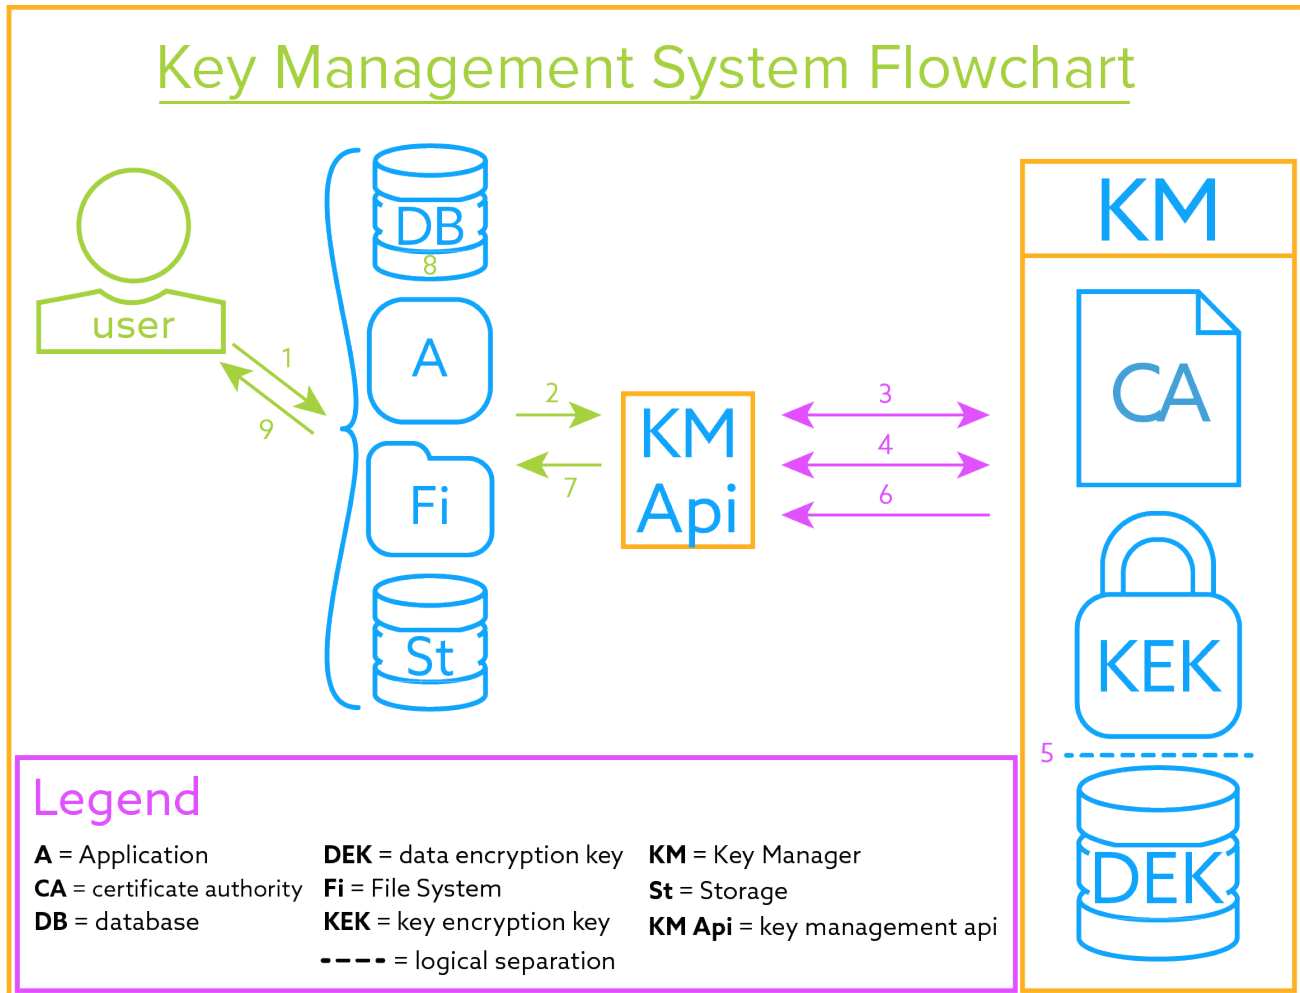 Key Management System Flowchart
user
1
9
DB
8
A
Fi
St
2
7
KM
Api
3
4
6
KM
CA
KEK
5
DEK
Legend
A = Application
CA = certificate authority
DB = database
DEK = data encryption key
Fi = File System
KEK = key encryption key
= logical separation
KM = Key Manager
St = Storage
KM Api = key management api